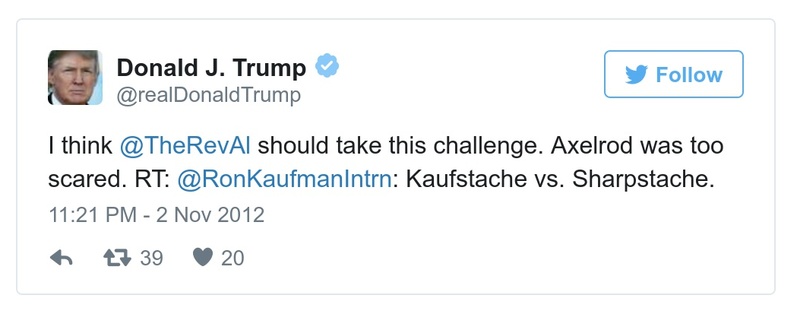 Donald J. Trump
@realDonaldTrump
Follow
I think @TheRevAl should take this challenge. Axelrod was too
scared. RT: @RonKaufmanIntrn: Kaufstache vs. Sharpstache.
11:21 PM - 2 Nov 2012
39 20